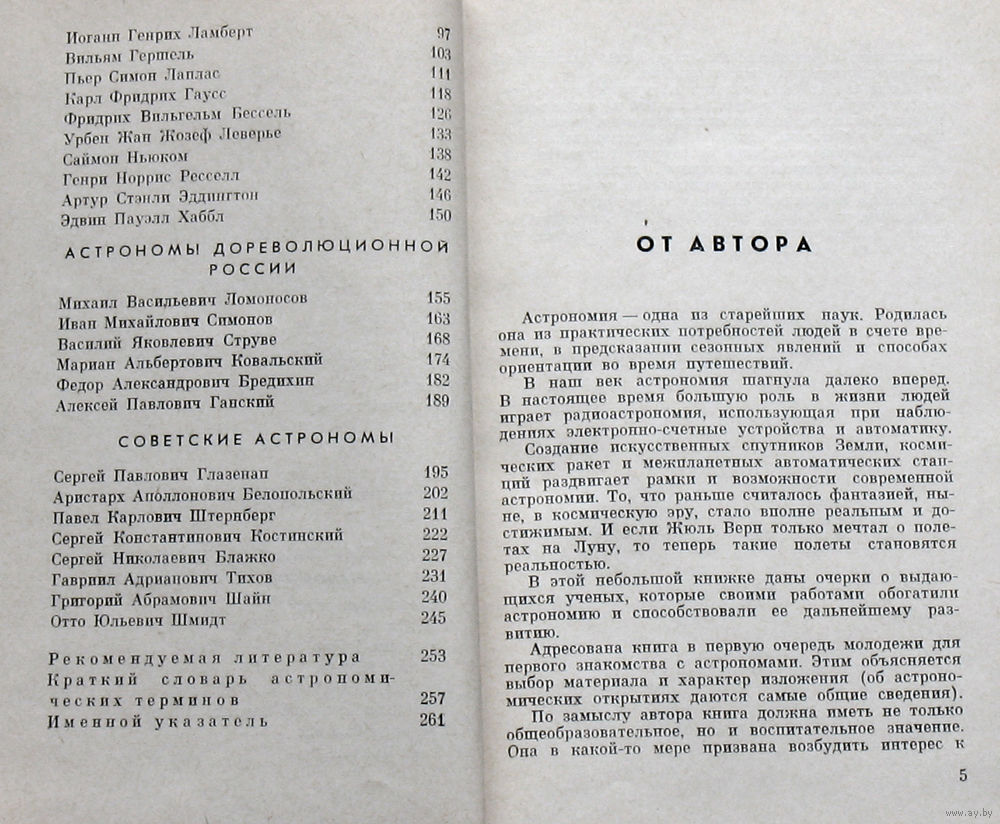 Иоганн Генрих Ламберт 97
Вильям Гершель 103
Пьер Симон Лаплас 111
Карл Фридрих Гаусс 118
Фридрих Вильгельм Бессель 126
Урбен Жан Жозеф Леверье 133
Саймон Ньюком 138
Генри Норрис Ресселл 142
Артур Стэнли Эддингтон 146
Эдвин Пауэлл Хаббл 150
АСТРОНОМЫ ДОРЕВОЛЮЦИОННОЙ
РОССИИ
Михаил Васильевич Ломоносов 155
Иван Михайлович Симонов 163
Василий Яковлевич Струве 168
Мариан Альбертович Ковальский 174
Федор Александрович Бредихин 182
Алексей Павлович Ганский 189
СОВЕТСКИЕ АСТРОНОМЫ
Сергей Павлович Глазенап 195
Аристарх Аполлонович Белопольский 202
Павел Карлович Штернберг 211
Сергей Константинович Костинский 222
Сергей Николаевич Блажко 227
Гавриил Адрианович Тихов 231
Григорий Абрамович Шайн 240
Отто Юльевич Шмидт 245
Рекомендуемая литература 253
Краткий словарь астрономи-
ческих терминов 257
Именной указатель 261
ОТ АВТОРА
Астрономия — одна из старейших наук. Родилась
она из практических потребностей людей в счете вре-
мени, в предсказании сезонных явлений и способах
ориентации во время путешествий.
В наш век астрономия шагнула далеко вперед.
В настоящее время большую роль в жизни людей
играет радиоастрономия, использующая при наблю-
дениях электронно-счетные устройства и автоматику.
Создание искусственных спутников Земли, косми-
ческих ракет и межпланетных автоматических стан-
ций раздвигает рамки и возможности современной
астрономии. То, что раньше считалось фантазией, ны-
не, в космическую эру, стало вполне реальным и до-
стижимым. И если Жюль Верн только мечтал о поле-
тах на Луну, то теперь такие полеты становятся
реальностью.
В этой небольшой книжке даны очерки о выдаю-
щихся ученых, которые своими работами обогатили
астрономию и способствовали ее дальнейшему раз-
витию.
Адресована книга в первую очередь молодежи для
первого знакомства с астрономами. Этим объясняется
выбор материала и характер изложения (об астроно-
мических открытиях даются самые общие сведения).
По замыслу автора книга должна иметь не только
общеобразовательное, но и воспитательное значение.
Она в какой-то мере призвана возбудить интерес к
5
www.ay.by